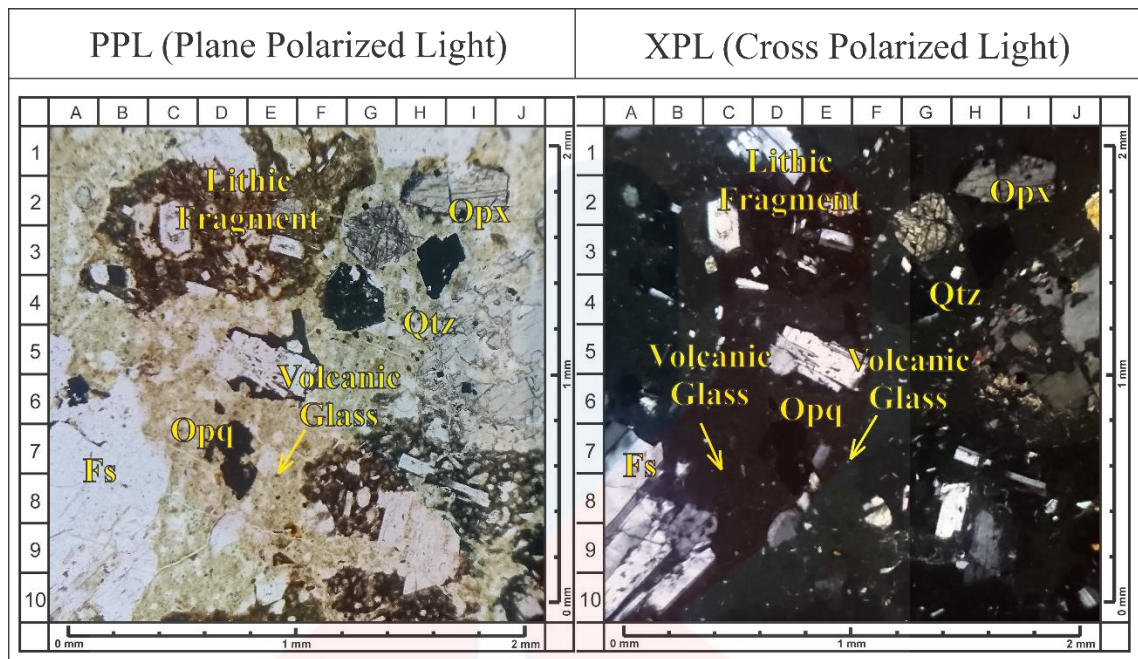 PPL (Plane Polarized Light)
XPL (Cross Polarized Light)
A B C D E F G H I J
1
2
3
4
5
6
7
8
9
10
Lithic
Fragment
Opx
Qtz
Volcanic
Glass
Opq
Fs
2 mm
1 mm
0 mm
0 mm 1 mm 2 mm
A B C D E F G H I J
1
2
3
4
5
6
7
8
9
10
Lithic
Fragment
Opx
Qtz
Volcanic
Glass
Volcanic
Glass
Opq
Fs
2 mm
1 mm
0 mm
0 mm 1 mm 2 mm